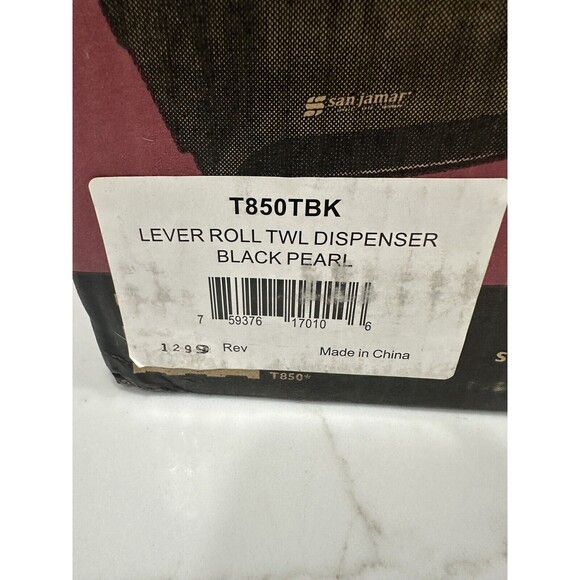 san jamar
T850TBK
LEVER ROLL TWL DISPENSER
BLACK PEARL
7 59376 17010 6
Rev Made in China
T850*